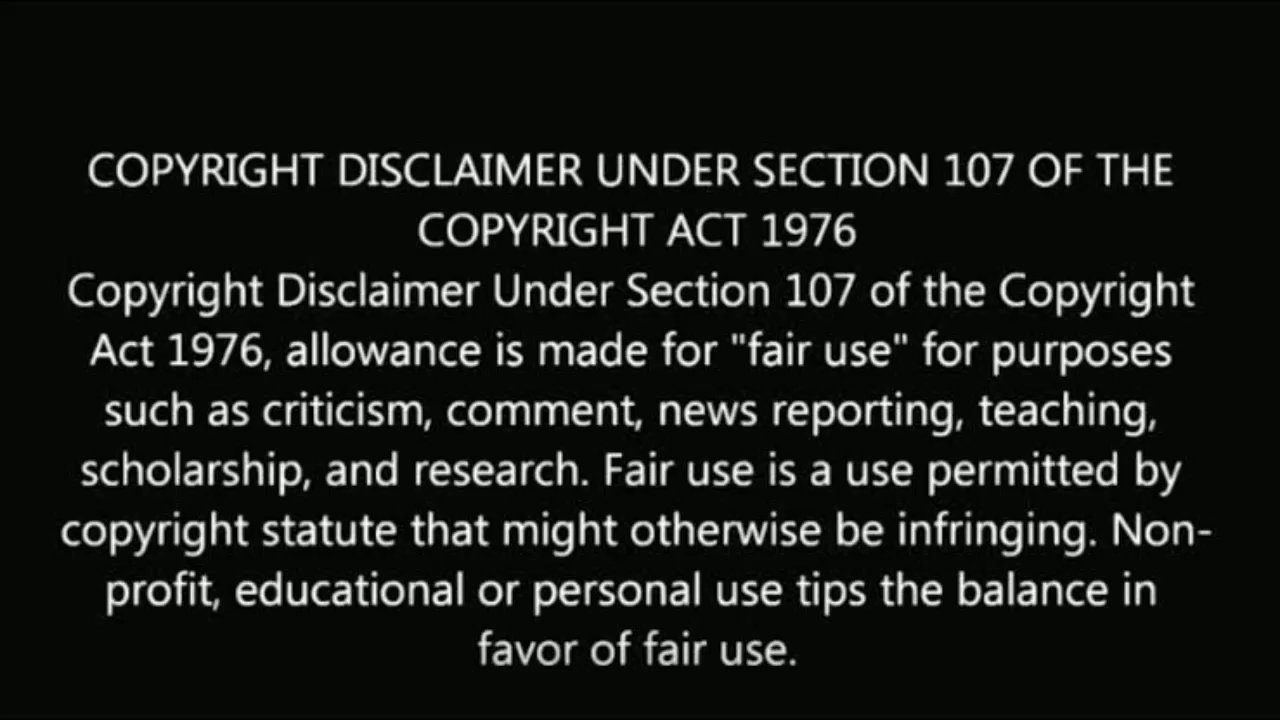 COPYRIGHT DISCLAIMER UNDER SECTION 107 OF THE
COPYRIGHT ACT 1976
Copyright Disclaimer Under Section 107 of the Copyright
Act 1976, allowance is made for "fair use" for purposes
such as criticism, comment, news reporting, teaching,
scholarship, and research. Fair use is a use permitted by
copyright statute that might otherwise be infringing. Non-
profit, educational or personal use tips the balance in
favor of fair use.